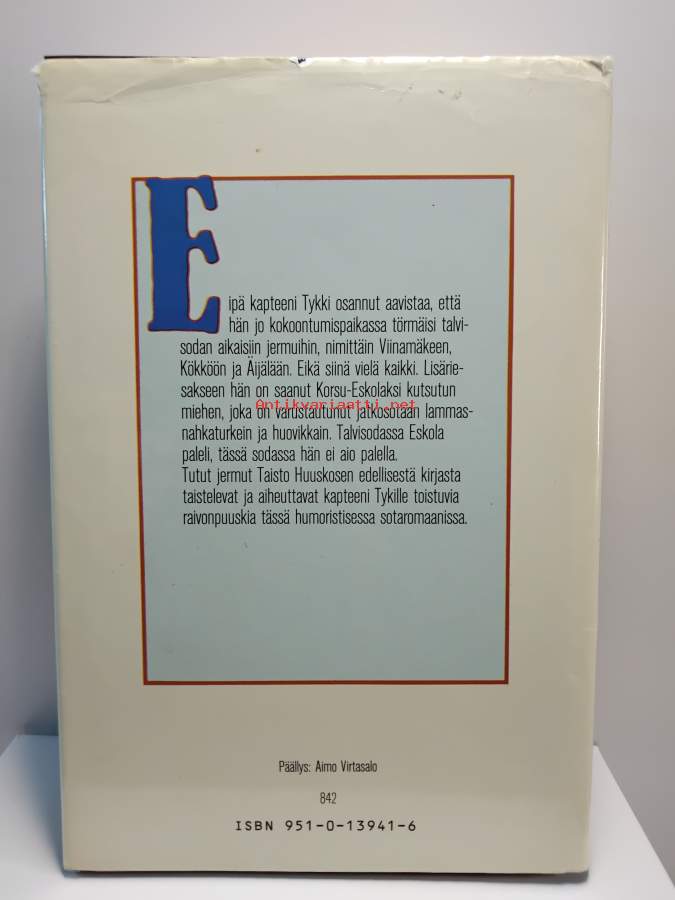 Eipä kapteeni Tykki osannut aavistaa, että
hän jo kokoontumispaikassa törmäisi talvi-
sodan aikaisiin jermuihin, nimittäin Viinamäkeen,
Kökköön ja Äijälään. Eikä siinä vielä kaikki. Lisärie-
sakseen hän on saanut Korsu-Eskolaksi kutsutun
Antikvariaatti.net
miehen, joka on varustautunut jatkosotaan lammas-
nahkaturkein ja huovikkain. Talvisodassa Eskola
paleli, tässä sodassa hän ei aio palella.
Tutut jermut Taisto Huuskosen edellisestä kirjasta
taistelevat ja aiheuttavat kapteeni Tykille toistuvia
raivonpuuskia tässä humoristisessa sotaromaanissa.
Päällys: Aimo Virtasalo
842
ISBN 951-0-13941-6